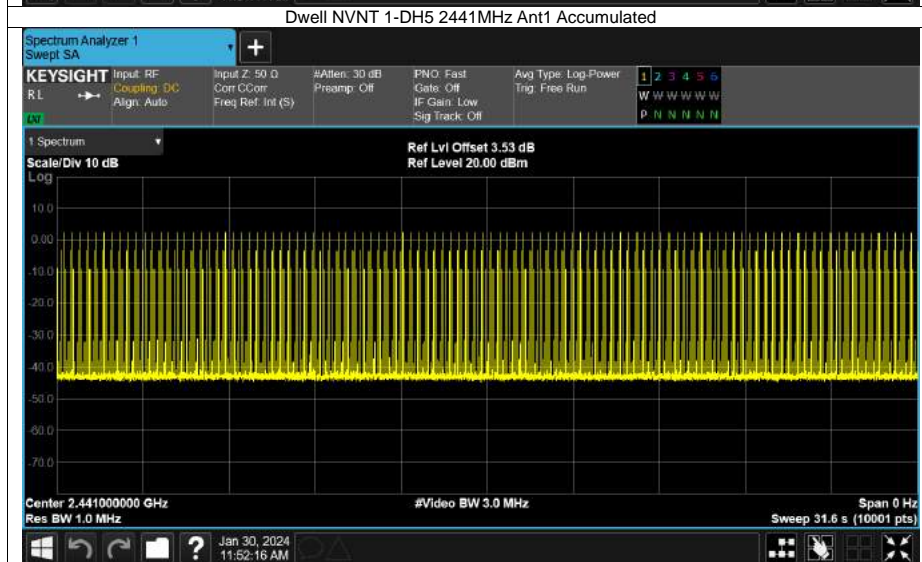 Dwell NVNT 1-DH5 2441MHz Ant1 Accumulated
Spectrum Analyzer 1
Swept SA
+
KEYSIGHT Input: RF Input Z: 50 Ω #Atten: 30 dB PNO: Fast Avg Type: Log-Power 1 2 3 4 5 6
RL Coupling: DC Corr CCorr Preamp: Off Gate: Off Trig: Free Run W W W W W W
Align: Auto Freq Ref: Int (S) IF Gain: Low
LXI Sig Track: Off P N N N N N
1 Spectrum Ref Lvl Offset 3.53 dB
Scale/Div 10 dB Ref Level 20.00 dBm
Log
10.0
0.00
-10.0
-20.0
-30.0
-40.0
-50.0
-60.0
-70.0
Center 2.441000000 GHz #Video BW 3.0 MHz Span 0 Hz
Res BW 1.0 MHz Sweep 31.6 s (10001 pts)
? Jan 30, 2024
11:52:16 AM